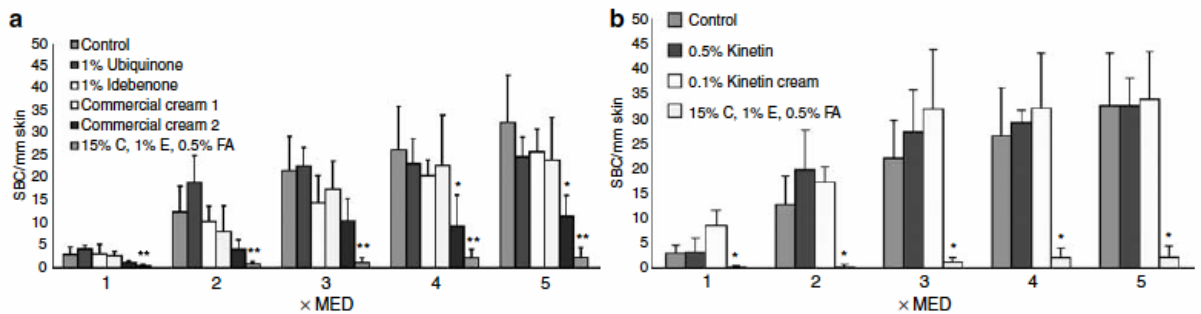 a
50
45
40
35
30
25
20
15
10
5
0
SBC/mm skin
Control
1% Ubiquinone
1% Idebenone
Commercial cream 1
Commercial cream 2
15% C, 1% E, 0.5% FA
**
**
**
*
**
*
**
1 2 3 4 5
× MED
b
50
45
40
35
30
25
20
15
10
5
0
SBC/mm skin
Control
0.5% Kinetin
0.1% Kinetin cream
15% C, 1% E, 0.5% FA
*
*
*
*
*
1 2 3 4 5
× MED